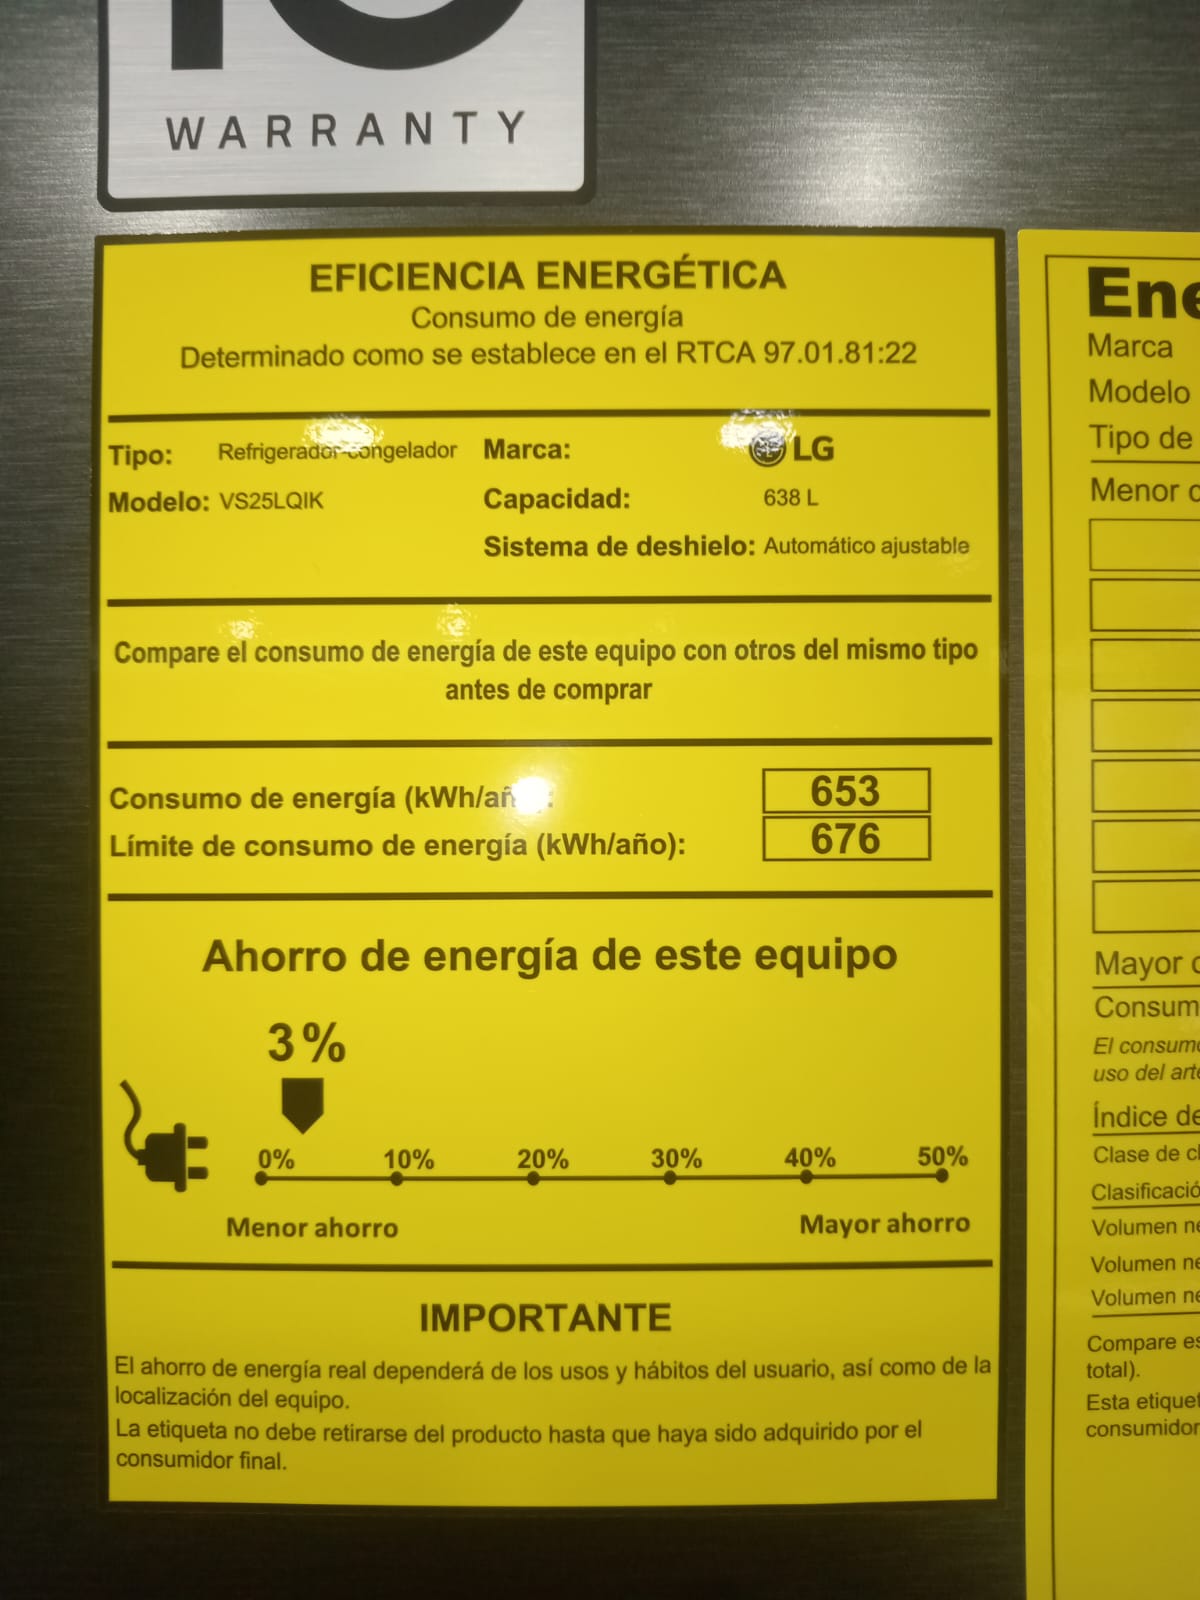 WARRANTY
EFICIENCIA ENERGÉTICA
Consumo de energía
Determinado como se establece en el RTCA 97.01.81:22
Tipo: Refrigerador-congelador Marca: LG
Modelo: VS25LQIK Capacidad: 638 L
Sistema de deshielo: Automático ajustable
Compare el consumo de energía de este equipo con otros del mismo tipo
antes de comprar
Consumo de energía (kWh/año): 653
Límite de consumo de energía (kWh/año): 676
Ahorro de energía de este equipo
3%
0% 10% 20% 30% 40% 50%
Menor ahorro Mayor ahorro
IMPORTANTE
El ahorro de energía real dependerá de los usos y hábitos del usuario, así como de la
localización del equipo.
La etiqueta no debe retirarse del producto hasta que haya sido adquirido por el
consumidor final.
Marca
Modelo
Tipo de
Menor
Mayor
El
uso del
Índice de
Clase de
Volumen
Volumen
Volumen
Compare
total).
Esta